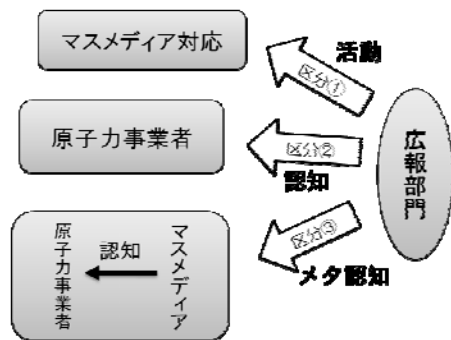 マスメディア対応
活動
区分①
原子力事業者
区分②
認知
広報部門
区分③
メタ認知
マスメディア
認知
原子力事業者